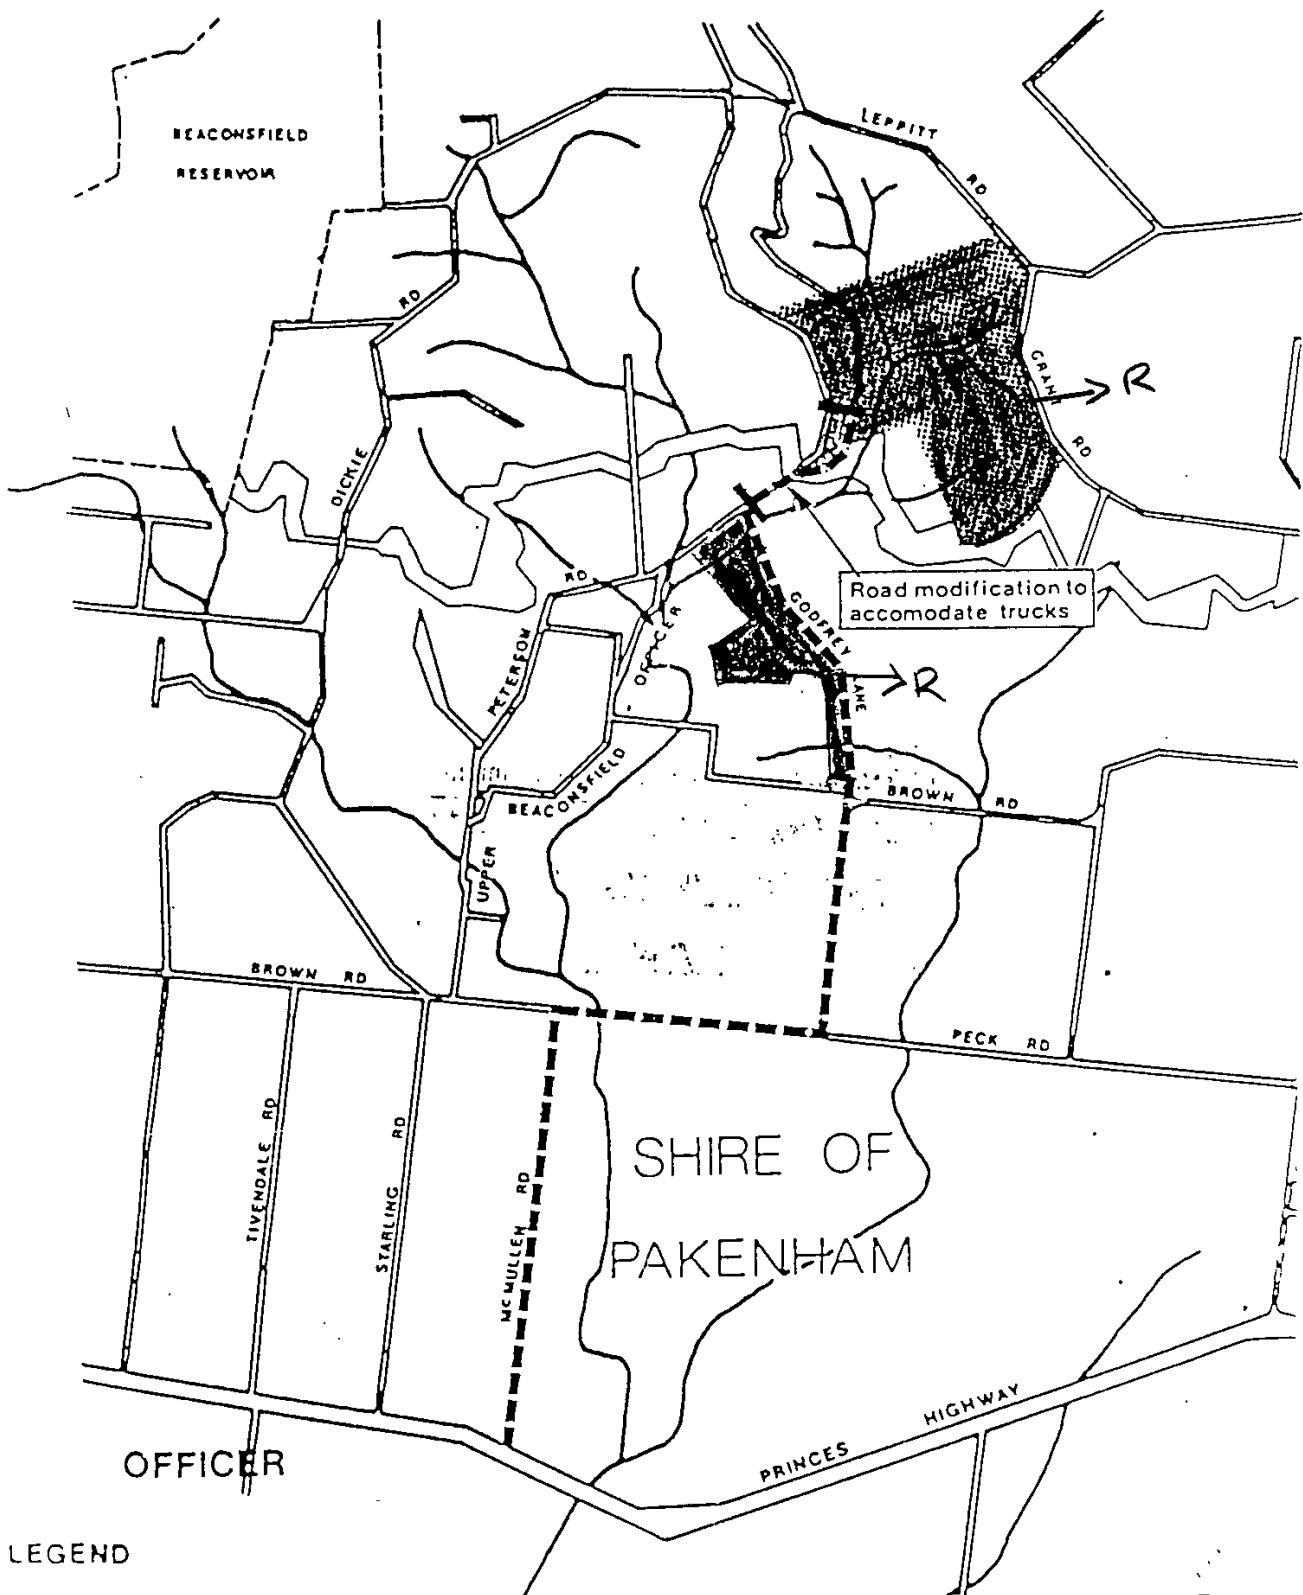 BEACONSFIELD
RESERVOIR
LEPPITT
RD
RD
GRANT
RD
R
DICKIE
RD
Road modification to
accomodate trucks
GODFREY
LANE
R
OFFICER
PETERSON
BEACONSFIELD
UPPER
BROWN RD
BROWN RD
PECK RD
TIVENDALE RD
STARLING RD
MCMULLEN RD
SHIRE OF
PAKENHAM
PRINCES HIGHWAY
OFFICER
LEGEND